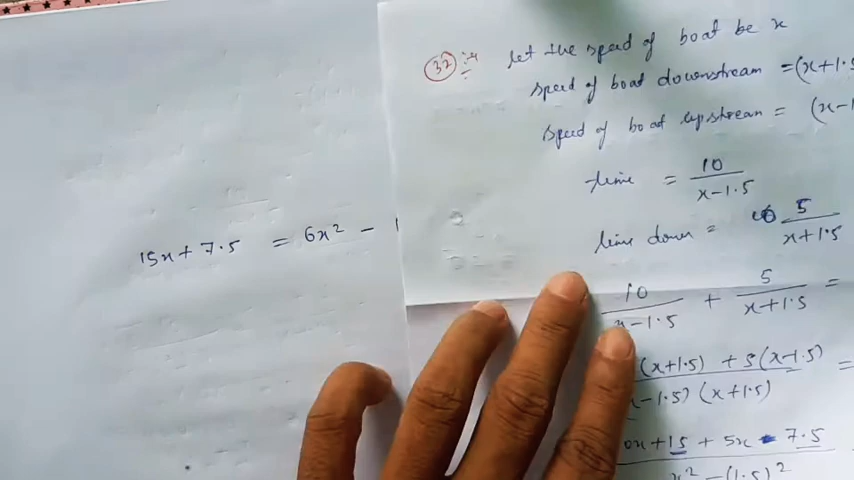 32 :-
let the speed of boat be x
speed of boat downstream = (x+1.5
speed of boat upstream = (x-1
time = 10/(x-1.5)
time down = 5/(x+1.5)
10/(x-1.5) + 5/(x+1.5) =
15x + 7.5 = 6x² -
(x+1.5) + 5(x-1.5) =
x-1.5)(x+1.5)
0x + 15 + 5x - 7.5
x² - (1.5)²